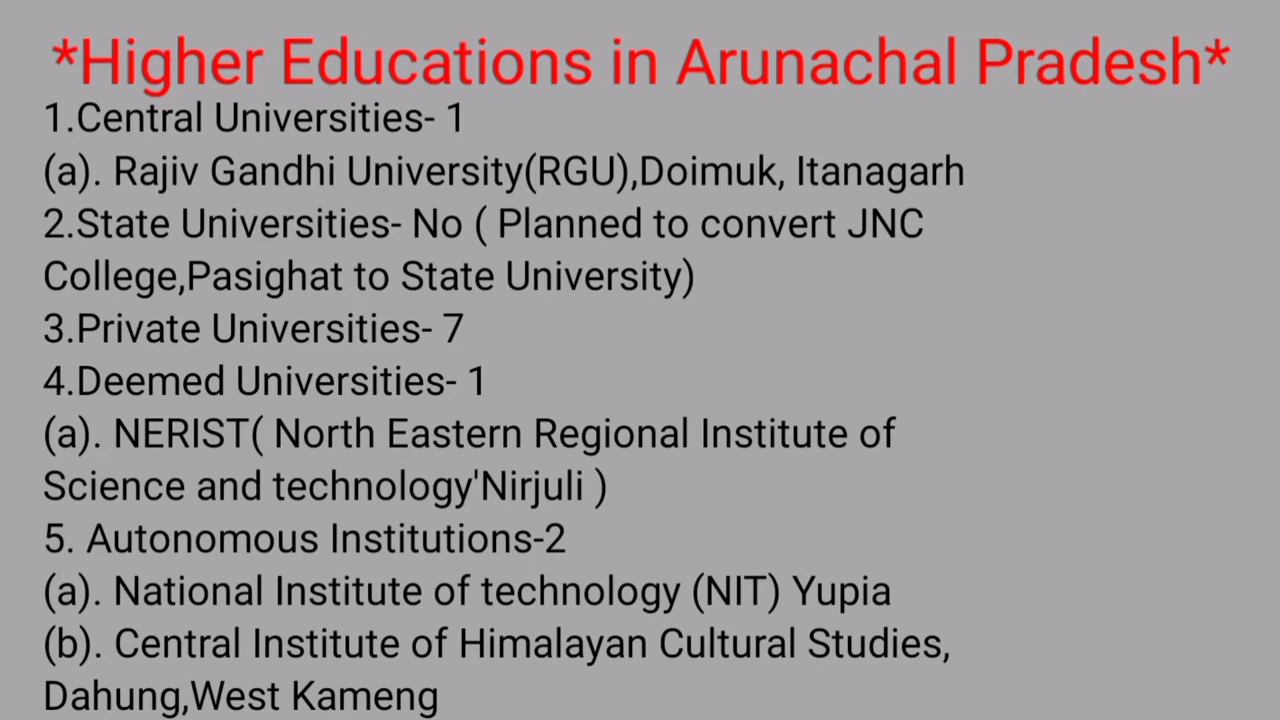 *Higher Educations in Arunachal Pradesh*
1.Central Universities- 1
(a). Rajiv Gandhi University(RGU),Doimuk, Itanagarh
2.State Universities- No ( Planned to convert JNC
College,Pasighat to State University)
3.Private Universities- 7
4.Deemed Universities- 1
(a). NERIST( North Eastern Regional Institute of
Science and technology'Nirjuli )
5. Autonomous Institutions-2
(a). National Institute of technology (NIT) Yupia
(b). Central Institute of Himalayan Cultural Studies,
Dahung,West Kameng